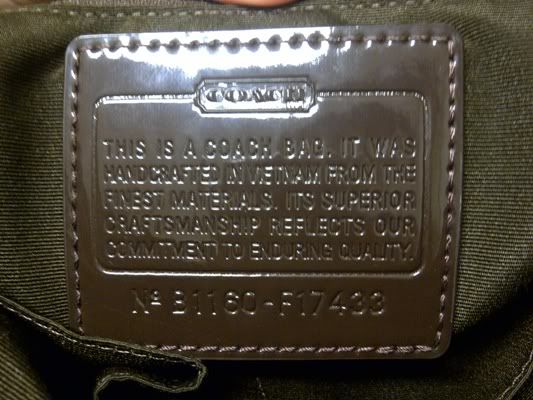 COACH
THIS IS A COACH BAG. IT WAS
HANDCRAFTED IN VIETNAM FROM THE
FINEST MATERIALS. ITS SUPERIOR
CRAFTSMANSHIP REFLECTS OUR
COMMITMENT TO ENDURING QUALITY.
Nº B1160-F17433